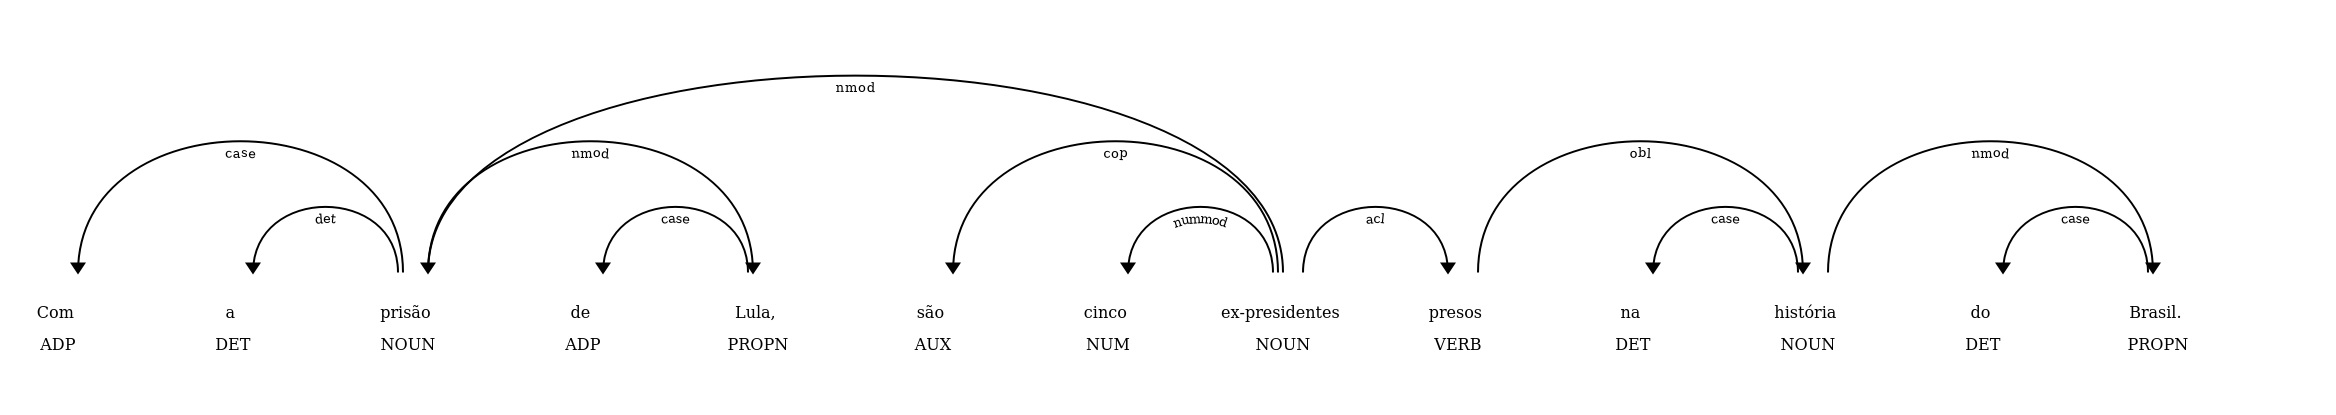 nmod
case nmod cop obl nmod
det case nummod acl case case
Com a prisão de Lula, são cinco ex-presidentes presos na história do Brasil.
ADP DET NOUN ADP PROPN AUX NUM NOUN VERB DET NOUN DET PROPN